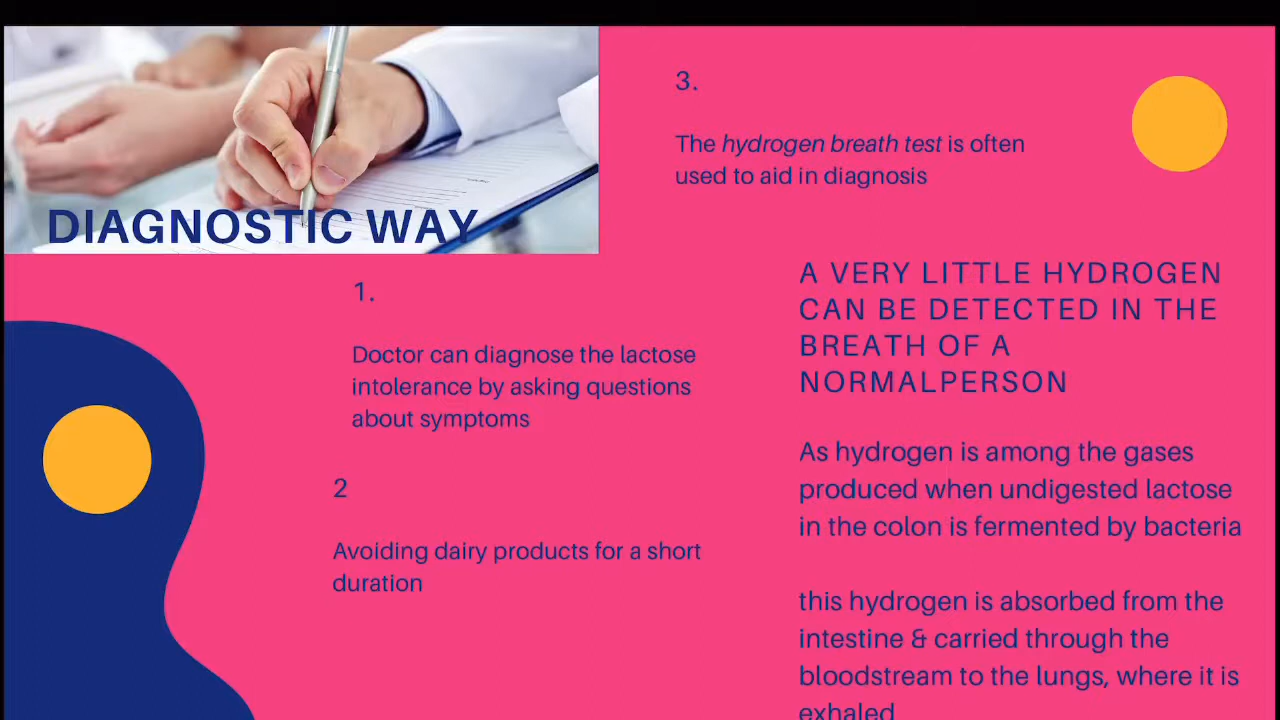 DIAGNOSTIC WAY
1.
Doctor can diagnose the lactose
intolerance by asking questions
about symptoms
2
Avoiding dairy products for a short
duration
3.
The hydrogen breath test is often
used to aid in diagnosis
A VERY LITTLE HYDROGEN
CAN BE DETECTED IN THE
BREATH OF A
NORMALPERSON
As hydrogen is among the gases
produced when undigested lactose
in the colon is fermented by bacteria
this hydrogen is absorbed from the
intestine & carried through the
bloodstream to the lungs, where it is
exhaled